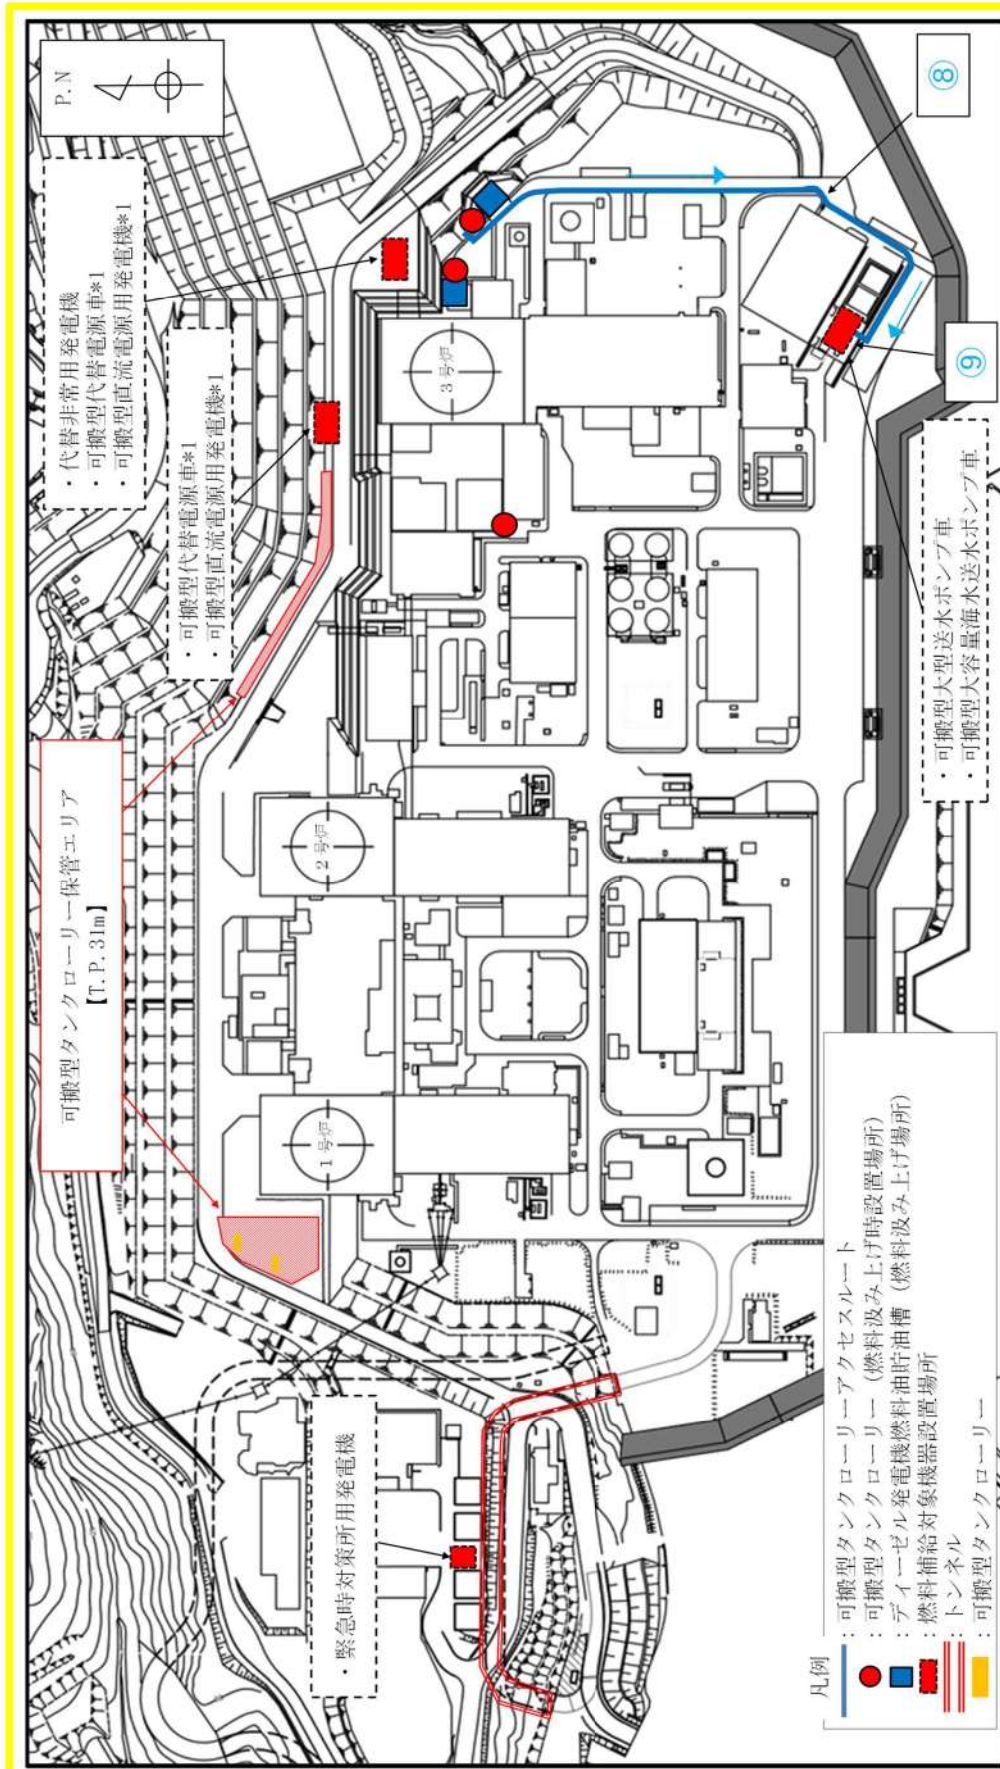 P.N
・代替非常用発電機
・可搬型代替電源車*1
・可搬型直流電源用発電機*1
・可搬型代替電源車*1
・可搬型直流電源用発電機*1
可搬型タンクローリー保管エリア
【T.P.31m】
・緊急時対策所用発電機
1号炉
2号炉
3号炉
⑧
⑨
・可搬型大型送水ポンプ車
・可搬型大容量海水送水ポンプ車
凡例
：可搬型タンクローリーアクセスルート
：可搬型タンクローリー（燃料汲み上げ時設置場所）
：ディーゼル発電機燃料油貯油槽（燃料汲み上げ場所）
：燃料補給対象機器設置場所
：トンネル
：可搬型タンクローリー